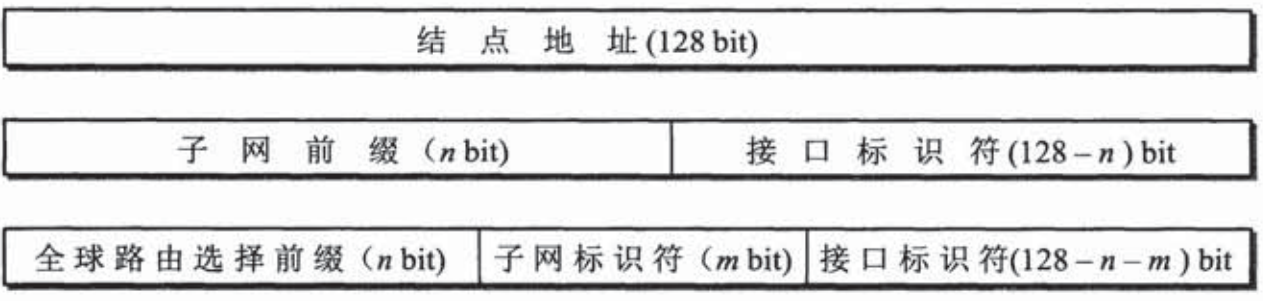 结点地址(128 bit)
子网前缀（n bit) 接口标识符(128 – n ) bit
全球路由选择前缀（n bit) 子网标识符（m bit) 接口标识符(128 – n – m ) bit